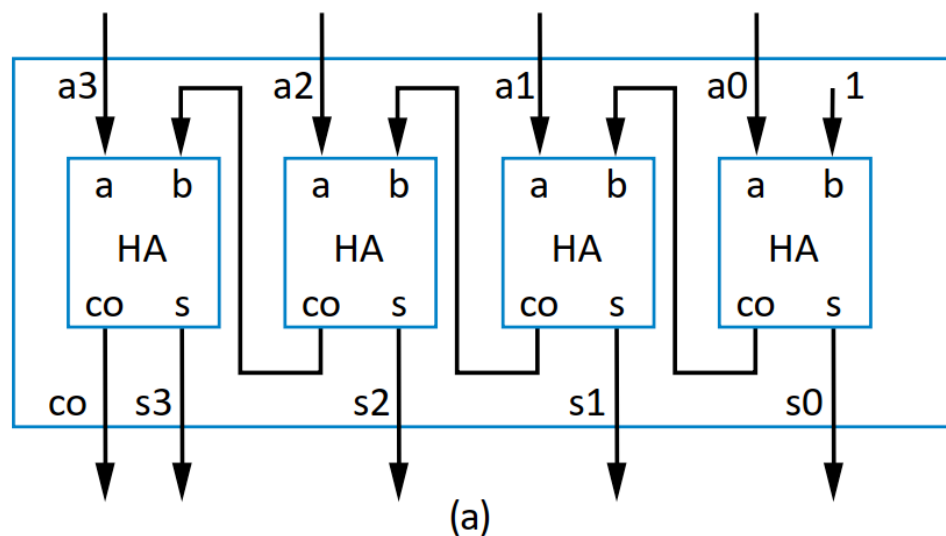 a3 a2 a1 a0 1
a b a b a b a b
HA HA HA HA
co s co s co s co s
co s3 s2 s1 s0
(a)